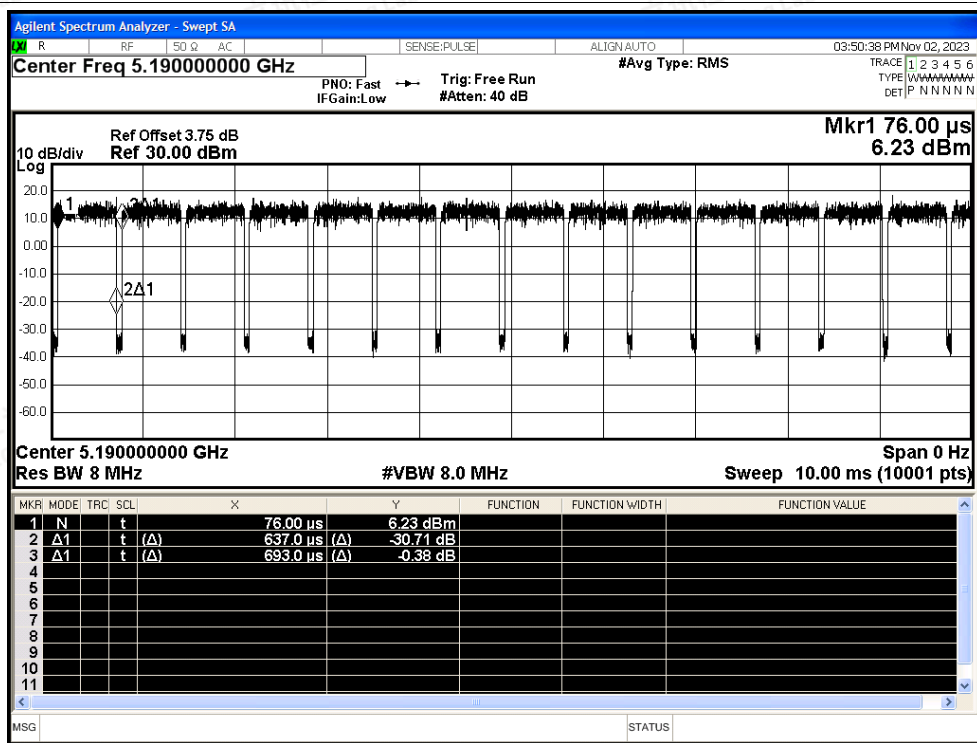 Agilent Spectrum Analyzer - Swept SA
LXI R RF 50 Ω AC SENSE:PULSE ALIGN AUTO 03:50:38 PM Nov 02, 2023
Center Freq 5.190000000 GHz #Avg Type: RMS TRACE 1 2 3 4 5 6
PNO: Fast Trig: Free Run TYPE WWWWWW
IFGain:Low #Atten: 40 dB DET P N N N N N
Mkr1 76.00 µs
6.23 dBm
Ref Offset 3.75 dB
10 dB/div Ref 30.00 dBm
Log
20.0
1 3Δ1
10.0
0.00
-10.0
2Δ1
-20.0
-30.0
-40.0
-50.0
-60.0
Center 5.190000000 GHz Span 0 Hz
Res BW 8 MHz #VBW 8.0 MHz Sweep 10.00 ms (10001 pts)
MKR MODE TRC SCL X Y FUNCTION FUNCTION WIDTH FUNCTION VALUE
1 N t 76.00 µs 6.23 dBm
2 Δ1 t (Δ) 637.0 µs (Δ) -30.71 dB
3 Δ1 t (Δ) 693.0 µs (Δ) -0.38 dB
4
5
6
7
8
9
10
11
MSG STATUS